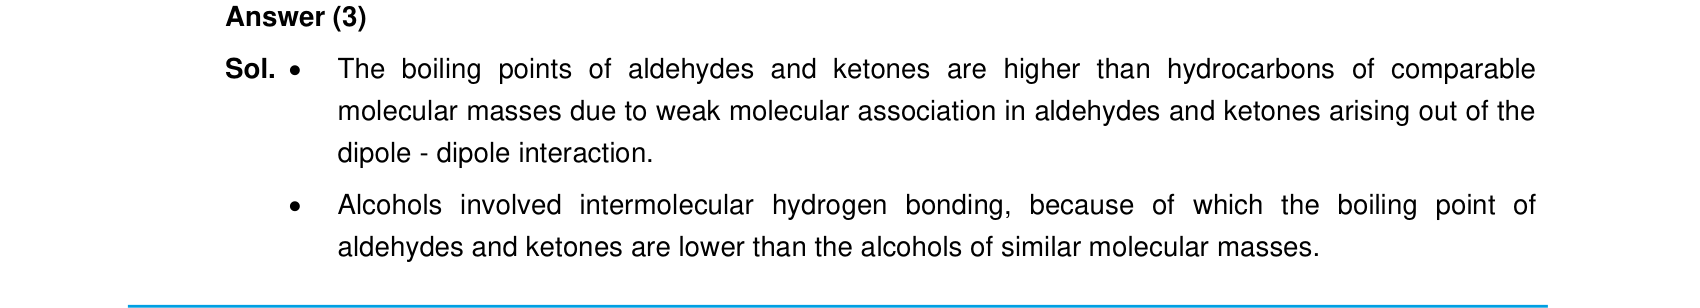 Answer (3)
Sol. • The boiling points of aldehydes and ketones are higher than hydrocarbons of comparable
molecular masses due to weak molecular association in aldehydes and ketones arising out of the
dipole - dipole interaction.
• Alcohols involved intermolecular hydrogen bonding, because of which the boiling point of
aldehydes and ketones are lower than the alcohols of similar molecular masses.